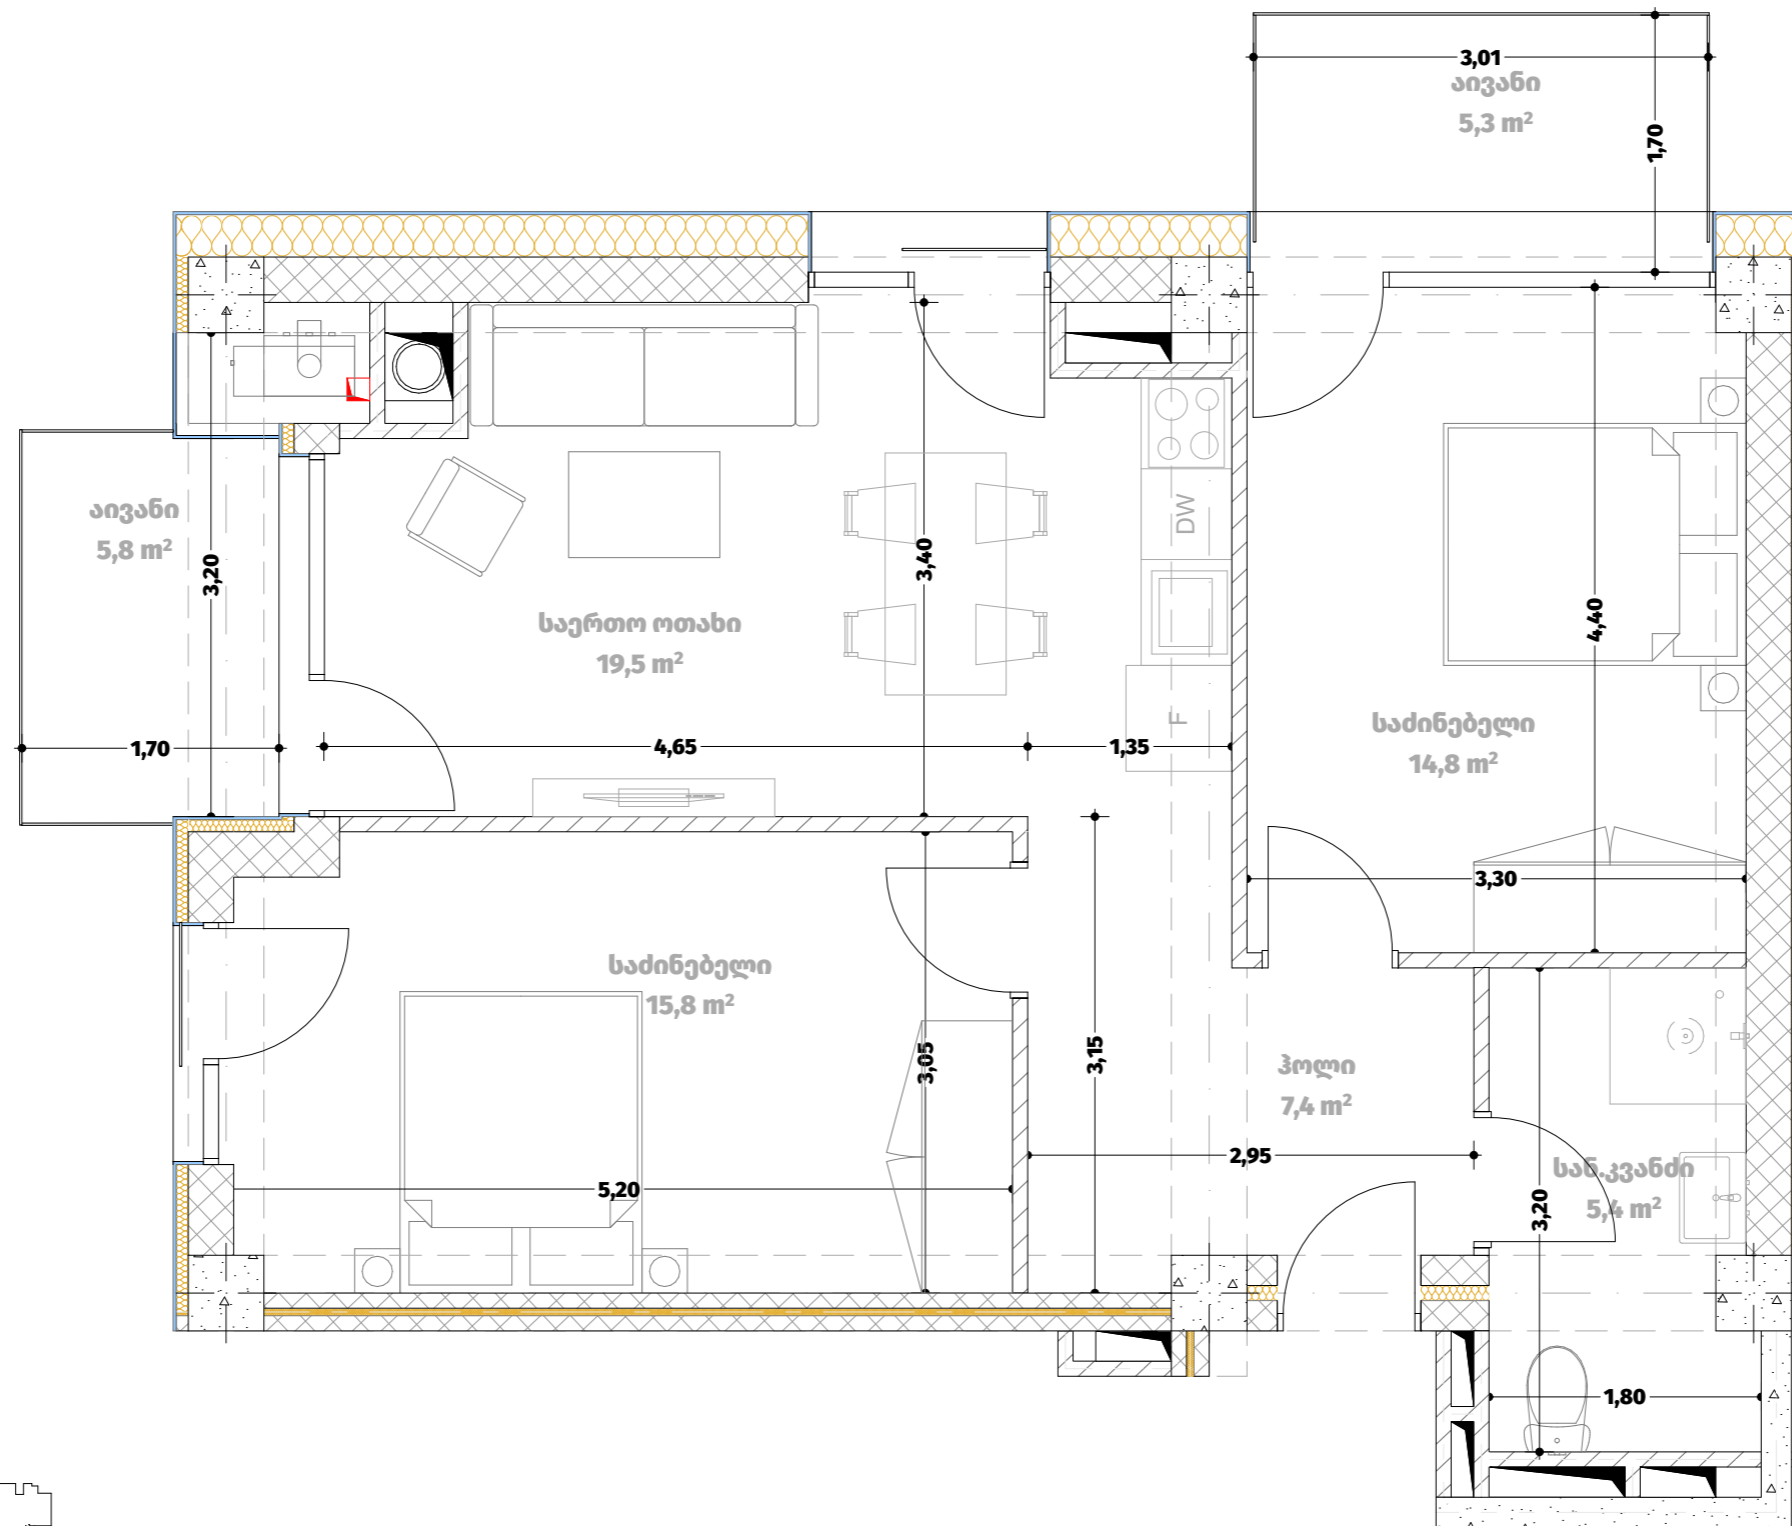 3,01
აივანი
5,3 m²
1,70
აივანი
5,8 m²
3,20
3,40
DW
საერთო ოთახი
19,5 m²
4,40
F
საძინებელი
14,8 m²
1,70
4,65
1,35
3,30
საძინებელი
15,8 m²
3,05
3,15
ჰოლი
7,4 m²
2,95
სან.კვანძი
5,4 m²
5,20
3,20
1,80